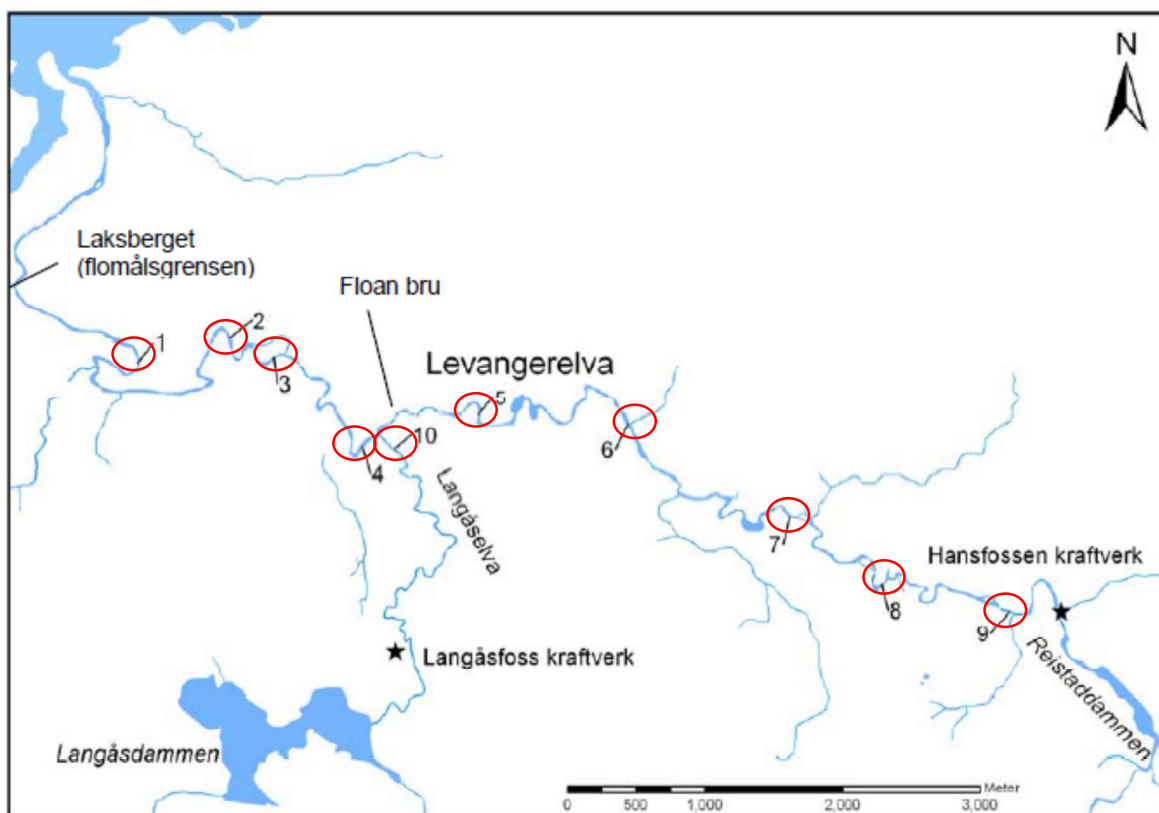 N
Laksberget
(flomålsgrensen)
Floan bru
2
1
3
Levangerelva
5
10
4
6
Langåselva
7
Hansfossen kraftverk
8
9
Langåsfoss kraftverk
Reistaddammen
Langåsdammen
Meter
0 500 1,000 2,000 3,000